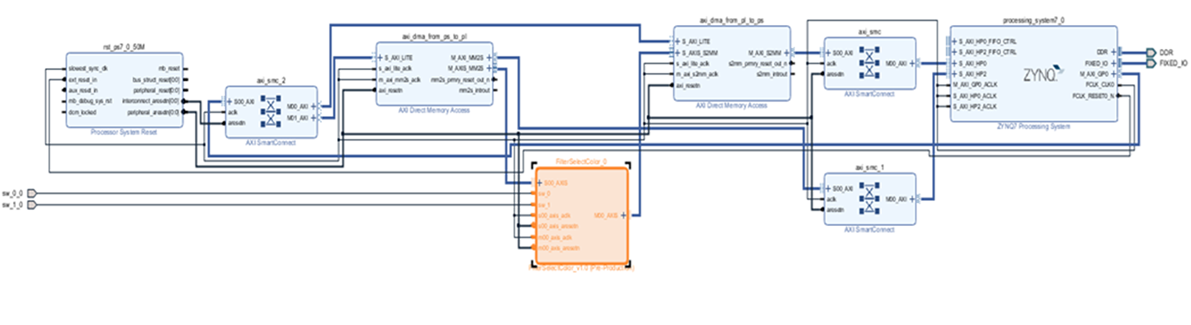 rst_ps7_0_50M
slowest_sync_clk
ext_reset_in
aux_reset_in
mb_debug_sys_rst
dcm_locked
mb_reset
bus_struct_reset[0:0]
peripheral_reset[0:0]
interconnect_aresetn[0:0]
peripheral_aresetn[0:0]
Processor System Reset
axi_smc_2
S00_AXI
aclk
aresetn
M00_AXI
M01_AXI
AXI SmartConnect
axi_dma_from_ps_to_pl
S_AXI_LITE
s_axi_lite_aclk
m_axi_mm2s_aclk
axi_resetn
M_AXI_MM2S
M_AXIS_MM2S
mm2s_prmry_reset_out_n
mm2s_introut
AXI Direct Memory Access
axi_dma_from_pl_to_ps
S_AXI_LITE
S_AXIS_S2MM
s_axi_lite_aclk
m_axi_s2mm_aclk
axi_resetn
M_AXI_S2MM
s2mm_prmry_reset_out_n
s2mm_introut
AXI Direct Memory Access
axi_smc
S00_AXI
aclk
aresetn
M00_AXI
AXI SmartConnect
processing_system7_0
S_AXI_HP0_FIFO_CTRL
S_AXI_HP2_FIFO_CTRL
S_AXI_HP0
S_AXI_HP2
M_AXI_GP0_ACLK
S_AXI_HP0_ACLK
S_AXI_HP2_ACLK
ZYNQ
DDR
FIXED_IO
M_AXI_GP0
FCLK_CLK0
FCLK_RESET0_N
ZYNQ7 Processing System
DDR
FIXED_IO
sw_0_0
sw_1_0
FilterSelectColor_0
S00_AXIS
sw_0
sw_1
s00_axis_aclk
s00_axis_aresetn
m00_axis_aclk
m00_axis_aresetn
M00_AXIS
FilterSelectColor_v1.0 (Pre-Production)
axi_smc_1
S00_AXI
aclk
aresetn
M00_AXI
AXI SmartConnect